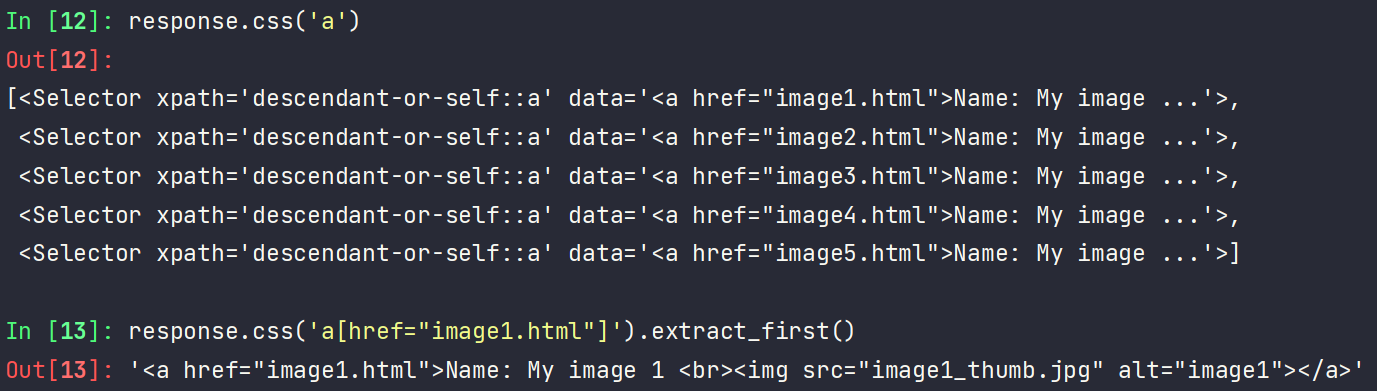 In [12]: response.css('a')
Out[12]:
[<Selector xpath='descendant-or-self::a' data='<a href="image1.html">Name: My image ...'>,
 <Selector xpath='descendant-or-self::a' data='<a href="image2.html">Name: My image ...'>,
 <Selector xpath='descendant-or-self::a' data='<a href="image3.html">Name: My image ...'>,
 <Selector xpath='descendant-or-self::a' data='<a href="image4.html">Name: My image ...'>,
 <Selector xpath='descendant-or-self::a' data='<a href="image5.html">Name: My image ...'>]
In [13]: response.css('a[href="image1.html"]').extract_first()
Out[13]: '<a href="image1.html">Name: My image 1 <br><img src="image1_thumb.jpg" alt="image1"></a>'